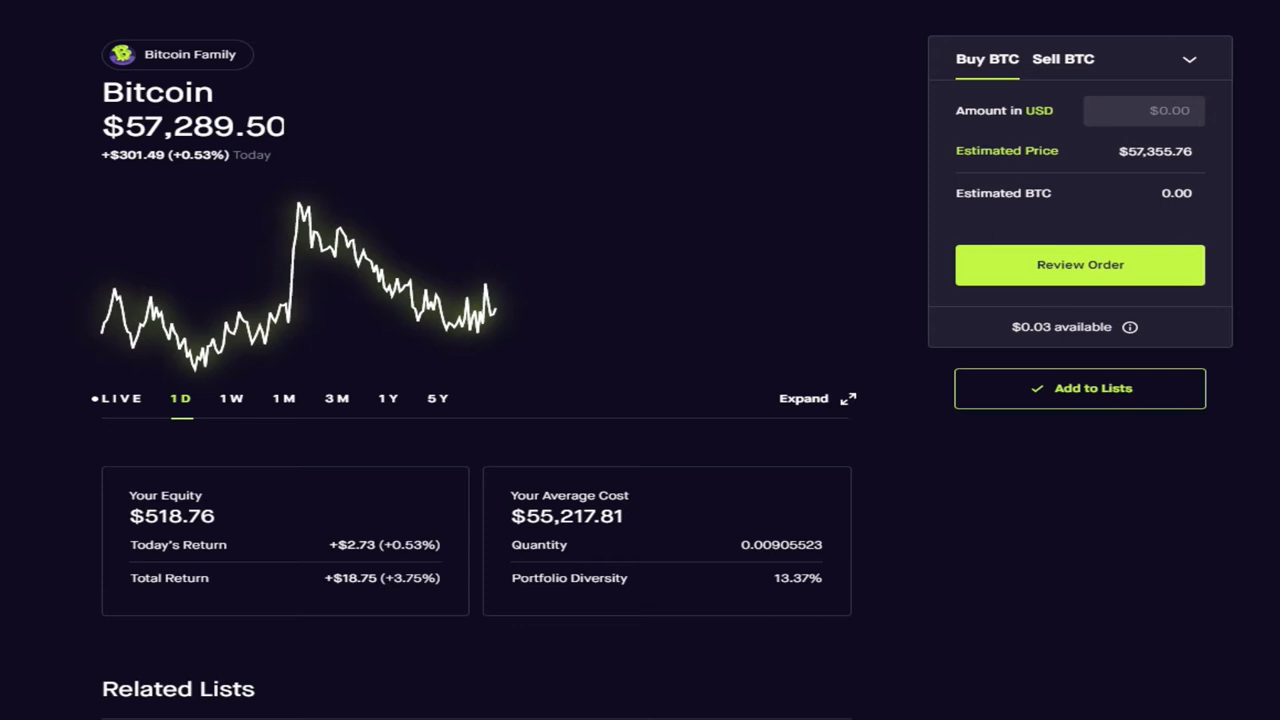 Bitcoin Family
Bitcoin
$57,289.50
+$301.49 (+0.53%) Today
LIVE 1D 1W 1M 3M 1Y 5Y Expand
Your Equity
$518.76
Today's Return +$2.73 (+0.53%)
Total Return +$18.75 (+3.75%)
Your Average Cost
$55,217.81
Quantity 0.00905523
Portfolio Diversity 13.37%
Related Lists
Buy BTC Sell BTC
Amount in USD $0.00
Estimated Price $57,355.76
Estimated BTC 0.00
Review Order
$0.03 available
Add to Lists